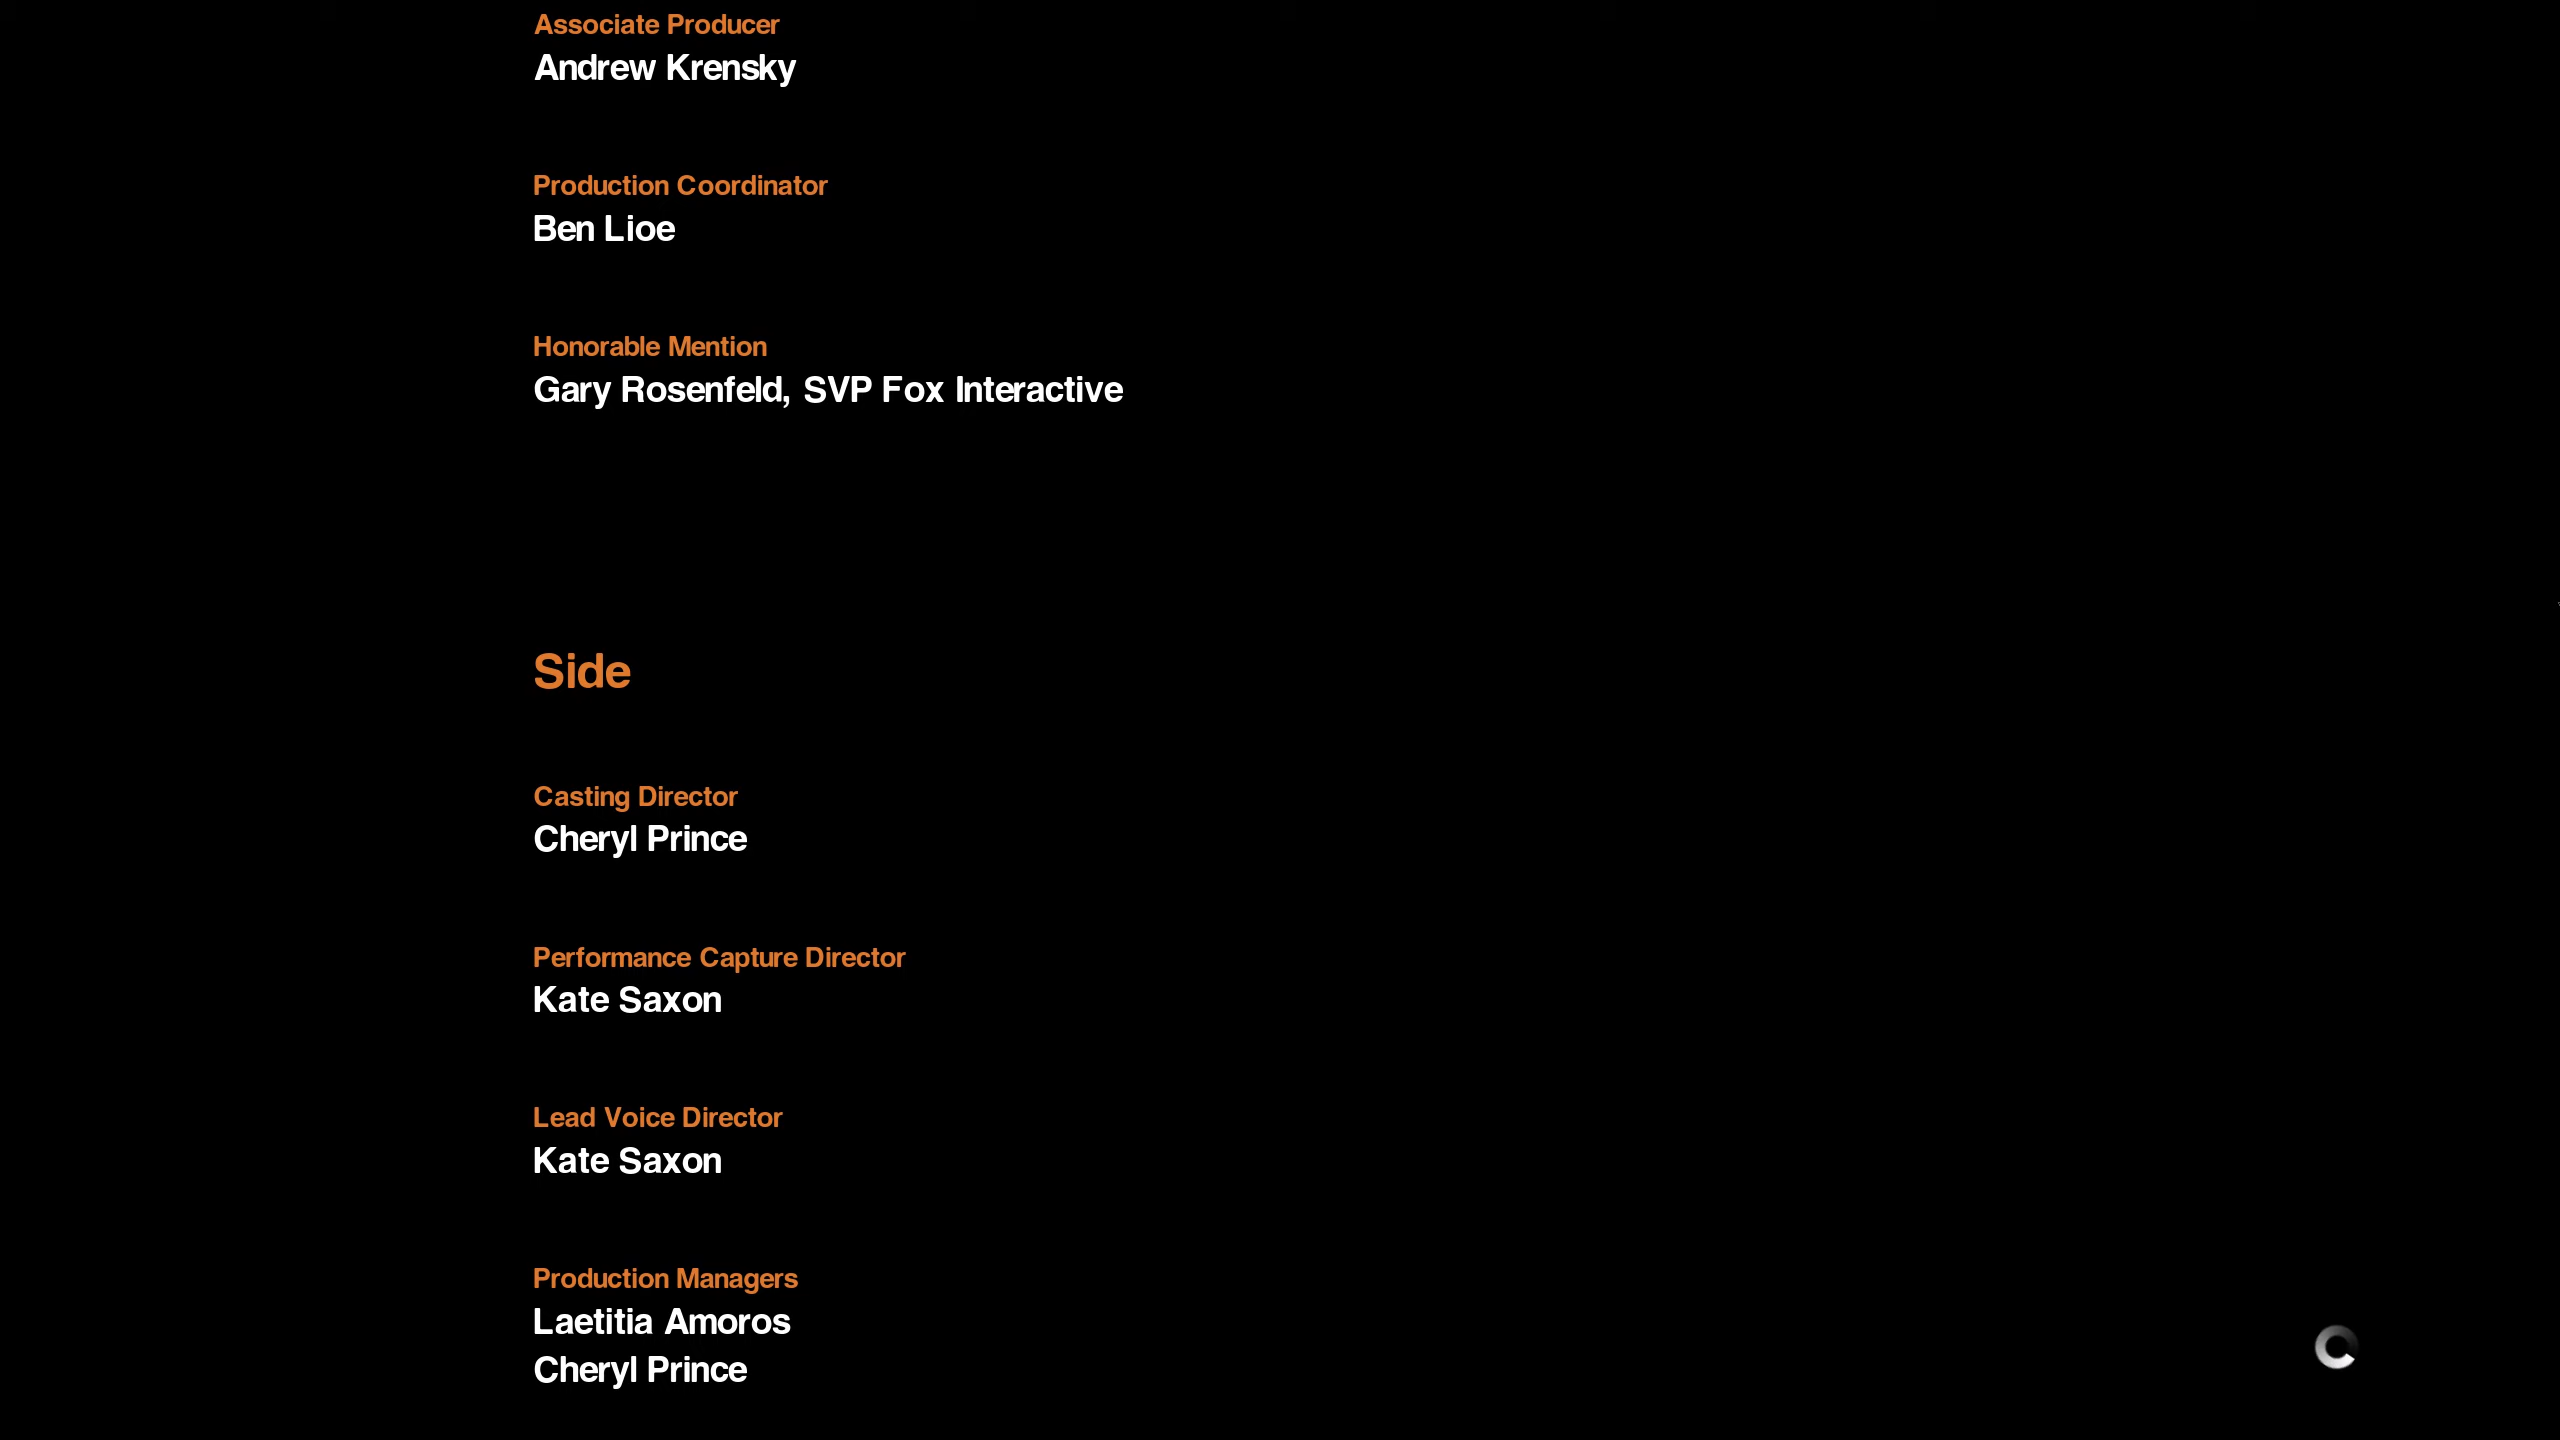 Associate Producer
Andrew Krensky
Production Coordinator
Ben Lioe
Honorable Mention
Gary Rosenfeld, SVP Fox Interactive
Side
Casting Director
Cheryl Prince
Performance Capture Director
Kate Saxon
Lead Voice Director
Kate Saxon
Production Managers
Laetitia Amoros
Cheryl Prince